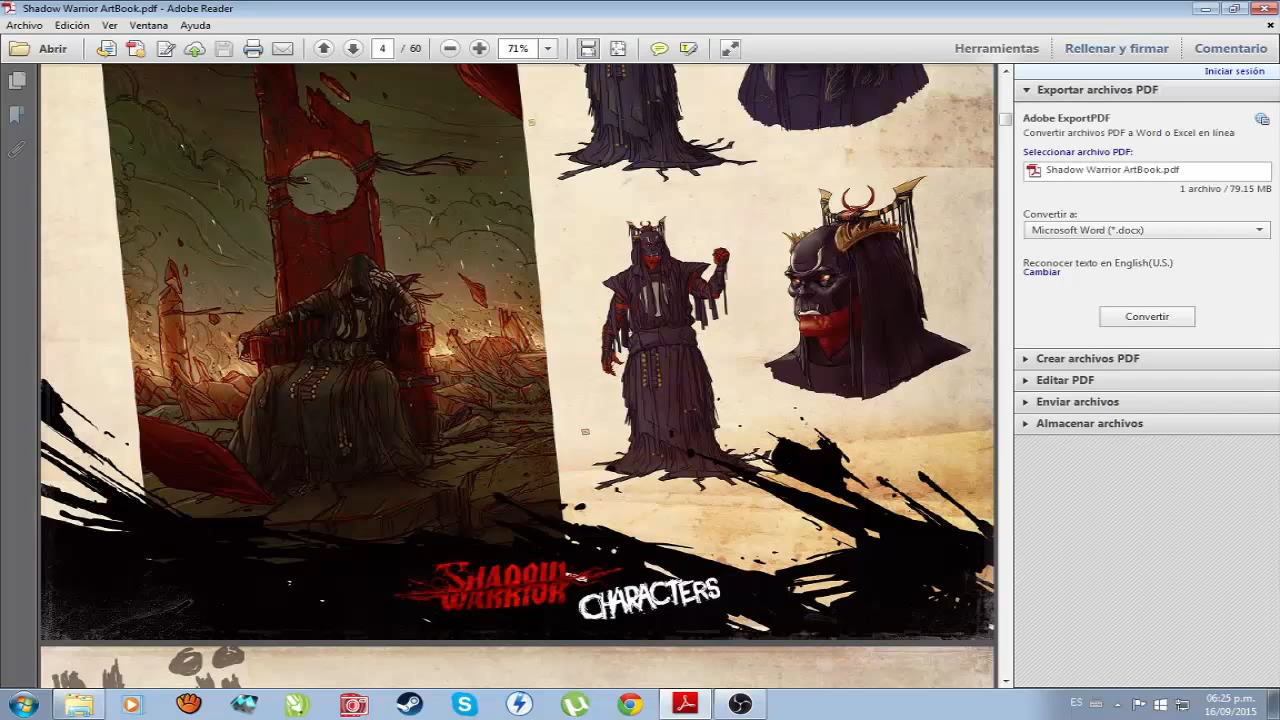 Shadow Warrior ArtBook.pdf - Adobe Reader
Archivo Edición Ver Ventana Ayuda
Abrir 4 / 60 71% Herramientas Rellenar y firmar Comentario
Iniciar sesión
Exportar archivos PDF
Adobe ExportPDF
Convertir archivos PDF a Word o Excel en línea
Seleccionar archivo PDF:
Shadow Warrior ArtBook.pdf
1 archivo / 79.15 MB
Convertir a:
Microsoft Word (*.docx)
Reconocer texto en English(U.S.)
Cambiar
Convertir
Crear archivos PDF
Editar PDF
Enviar archivos
Almacenar archivos
SHADOW
WARRIOR
CHARACTERS
ES
06:25 p.m.
16/09/2015